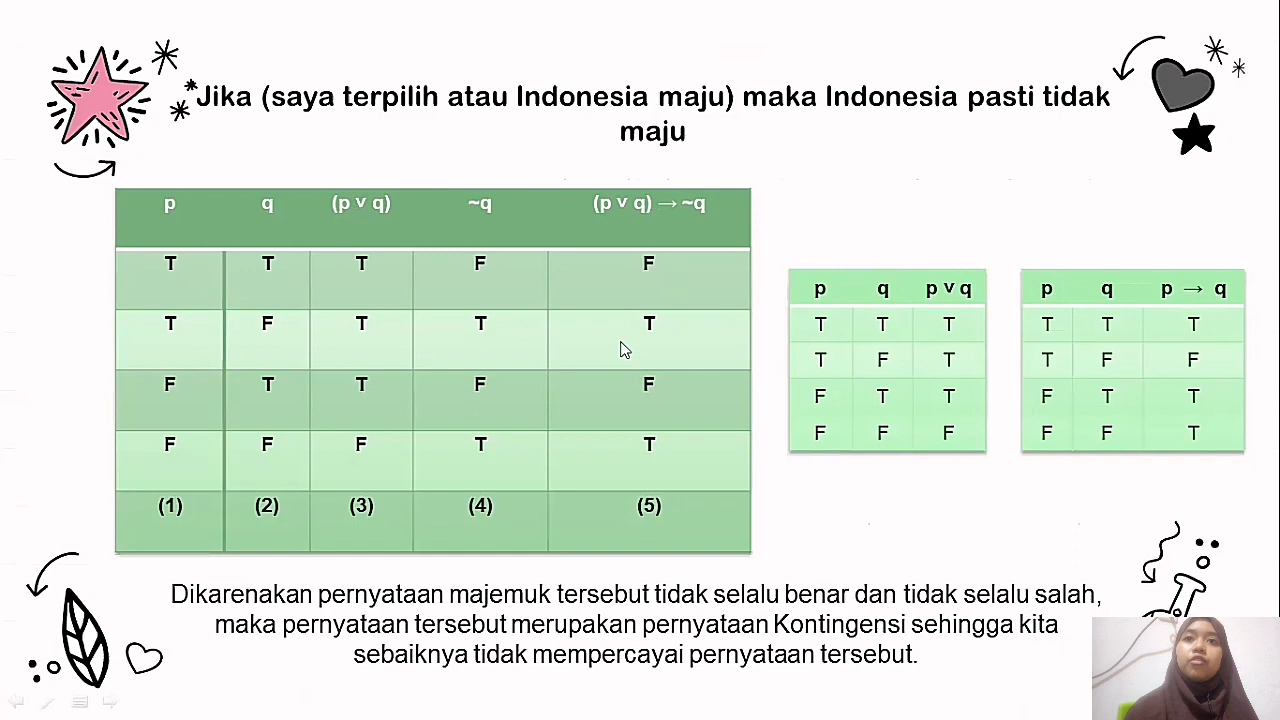 Jika (saya terpilih atau Indonesia maju) maka Indonesia pasti tidak
maju
p q (p ∨ q) ~q (p ∨ q) → ~q
T T T F F
T F T T T
F T T F F
F F F T T
(1) (2) (3) (4) (5)
p q p ∨ q
T T T
T F T
F T T
F F F
p q p → q
T T T
T F F
F T T
F F T
Dikarenakan pernyataan majemuk tersebut tidak selalu benar dan tidak selalu salah,
maka pernyataan tersebut merupakan pernyataan Kontingensi sehingga kita
sebaiknya tidak mempercayai pernyataan tersebut.